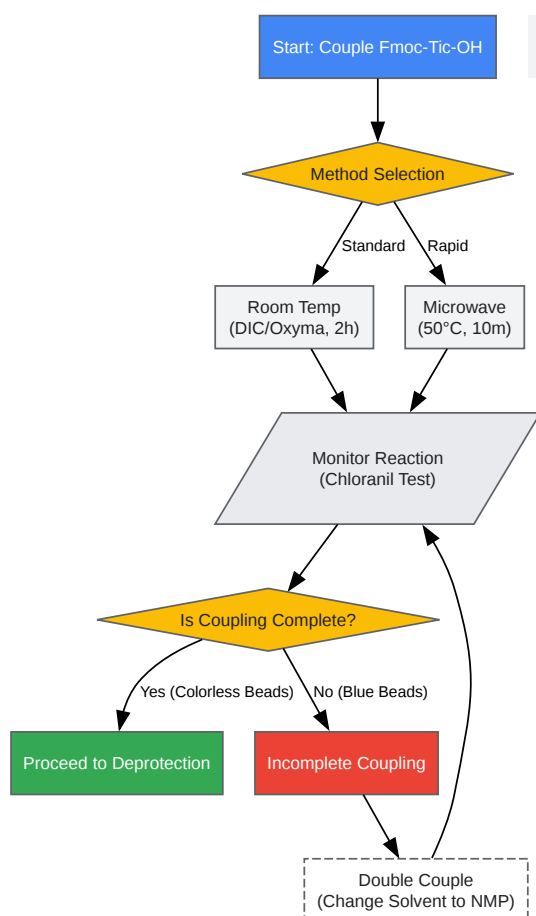 Start: Couple Fmoc-Tic-OH
Method Selection
Standard
Rapid
Room Temp
(DIC/Oxyma, 2h)
Microwave
(50°C, 10m)
Monitor Reaction
(Chloranil Test)
Is Coupling Complete?
Yes (Colorless Beads)
No (Blue Beads)
Proceed to Deprotection
Incomplete Coupling
Double Couple
(Change Solvent to NMP)